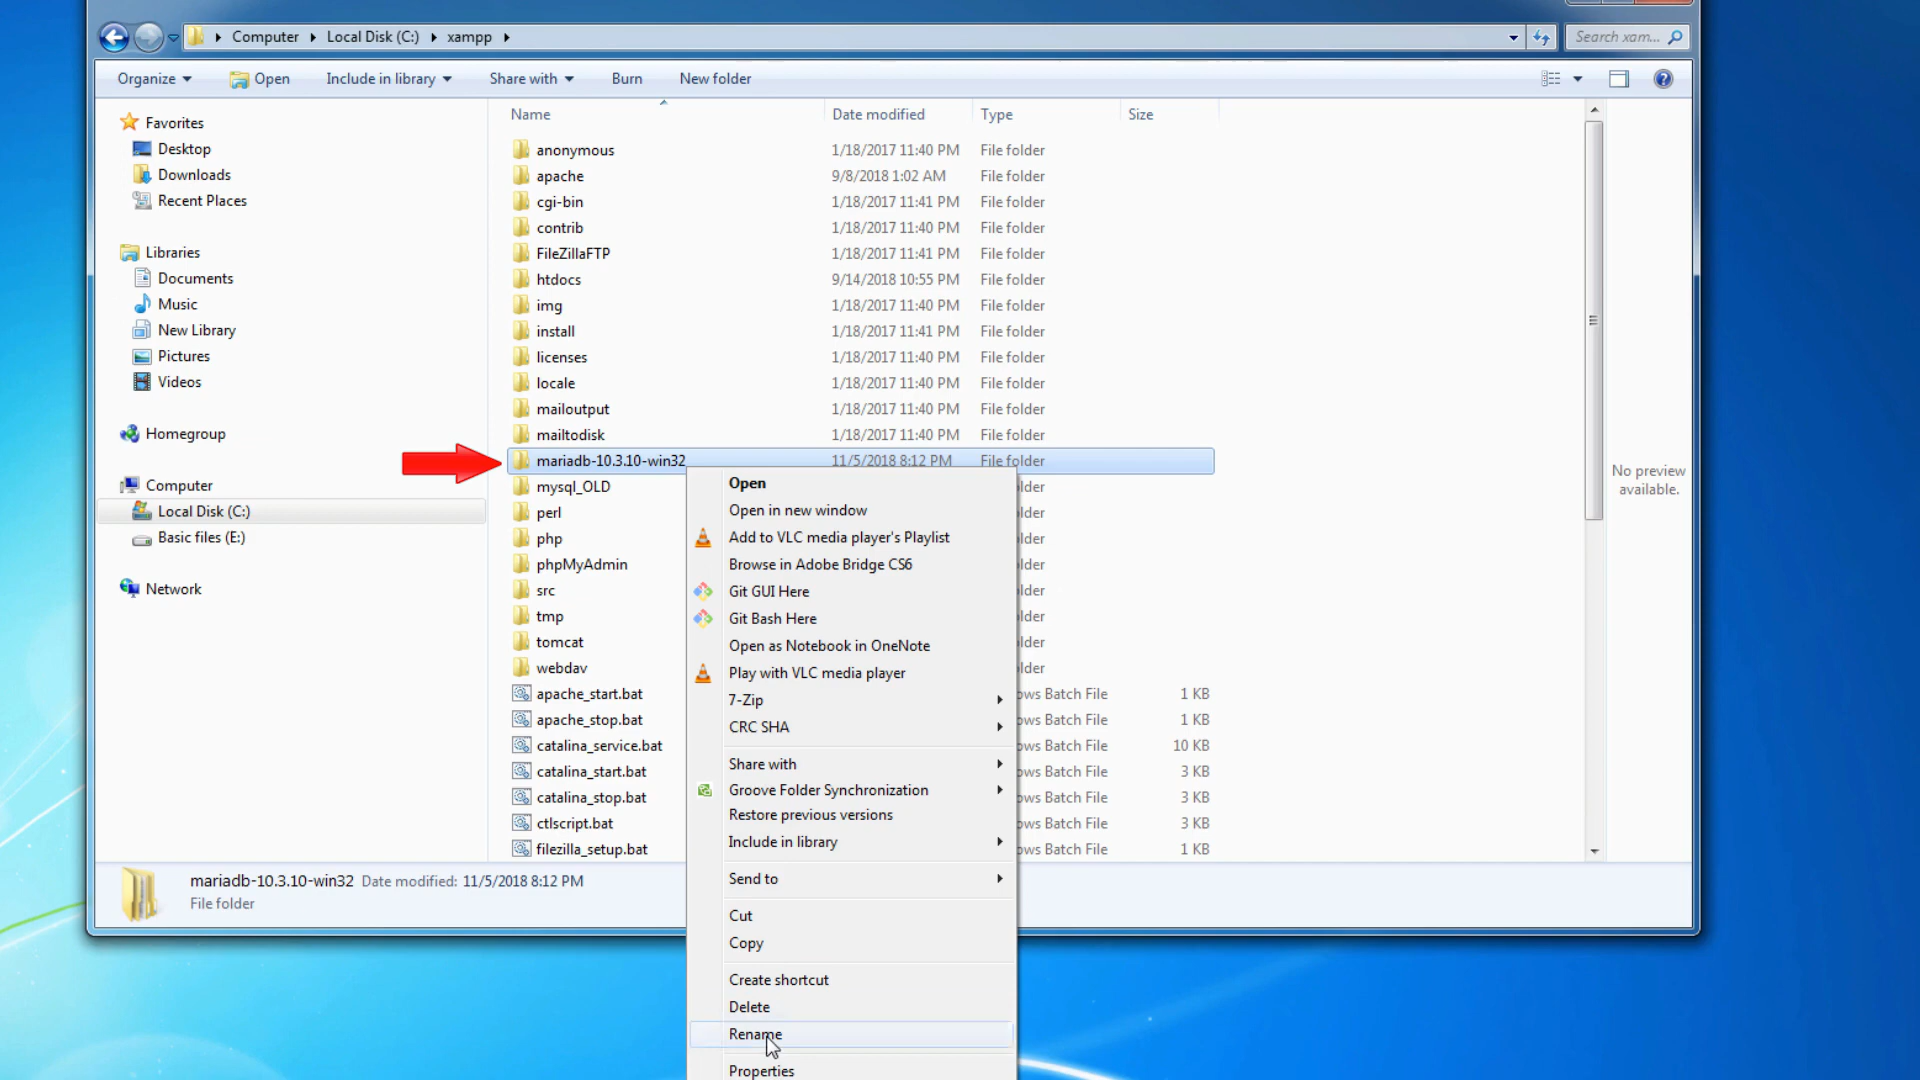 Computer Local Disk (C:) xampp
Search xam...
Organize Open Include in library Share with Burn New folder
Name Date modified Type Size
Favorites
Desktop
Downloads
Recent Places
Libraries
Documents
Music
New Library
Pictures
Videos
Homegroup
Computer
Local Disk (C:)
Basic files (E:)
Network
anonymous 1/18/2017 11:40 PM File folder
apache 9/8/2018 1:02 AM File folder
cgi-bin 1/18/2017 11:41 PM File folder
contrib 1/18/2017 11:40 PM File folder
FileZillaFTP 1/18/2017 11:41 PM File folder
htdocs 9/14/2018 10:55 PM File folder
img 1/18/2017 11:40 PM File folder
install 1/18/2017 11:41 PM File folder
licenses 1/18/2017 11:40 PM File folder
locale 1/18/2017 11:40 PM File folder
mailoutput 1/18/2017 11:40 PM File folder
mailtodisk 1/18/2017 11:40 PM File folder
mariadb-10.3.10-win32 11/5/2018 8:12 PM File folder
mysql_OLD lder
perl lder
php lder
phpMyAdmin lder
src lder
tmp lder
tomcat lder
webdav lder
apache_start.bat ows Batch File 1 KB
apache_stop.bat ows Batch File 1 KB
catalina_service.bat ows Batch File 10 KB
catalina_start.bat ows Batch File 3 KB
catalina_stop.bat ows Batch File 3 KB
ctlscript.bat ows Batch File 3 KB
filezilla_setup.bat ows Batch File 1 KB
Open
Open in new window
Add to VLC media player's Playlist
Browse in Adobe Bridge CS6
Git GUI Here
Git Bash Here
Open as Notebook in OneNote
Play with VLC media player
7-Zip
CRC SHA
Share with
Groove Folder Synchronization
Restore previous versions
Include in library
Send to
Cut
Copy
Create shortcut
Delete
Rename
Properties
No preview
available.
mariadb-10.3.10-win32 Date modified: 11/5/2018 8:12 PM
File folder